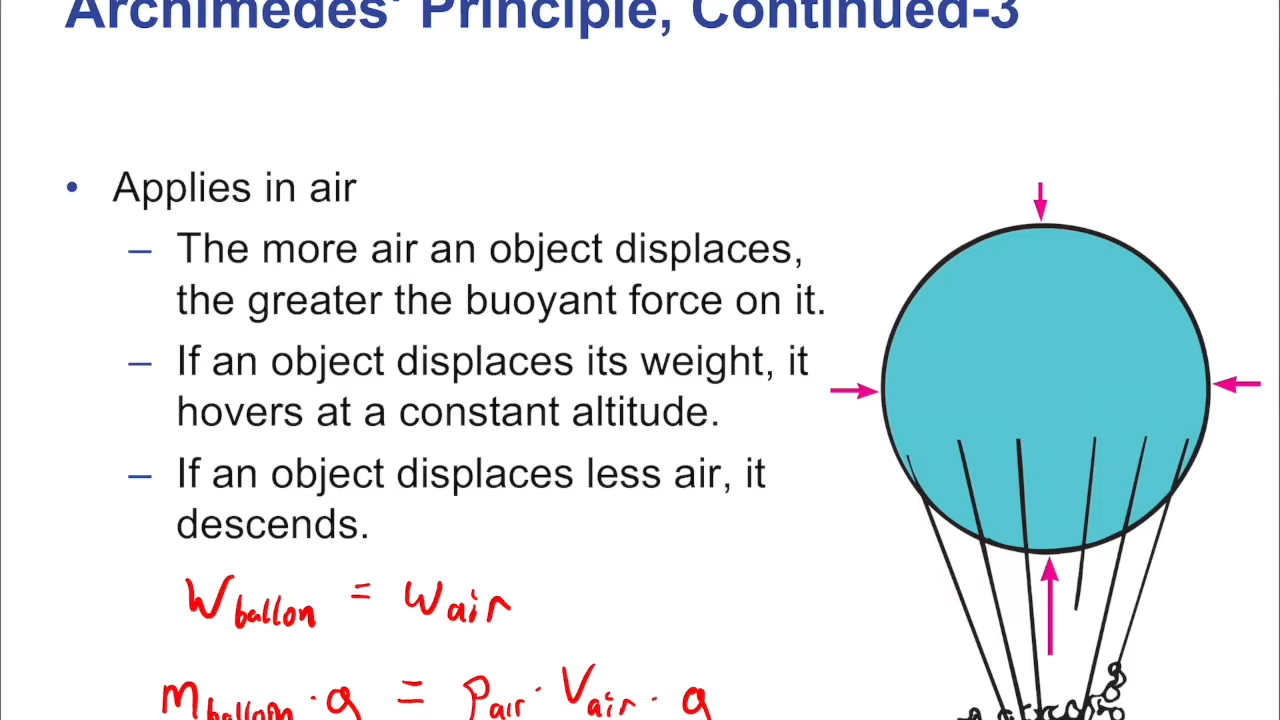 Archimedes' Principle, Continued-3
• Applies in air
– The more air an object displaces,
the greater the buoyant force on it.
– If an object displaces its weight, it
hovers at a constant altitude.
– If an object displaces less air, it
descends.
Wballon = Wair
mballoon · g = ρair · Vair · g